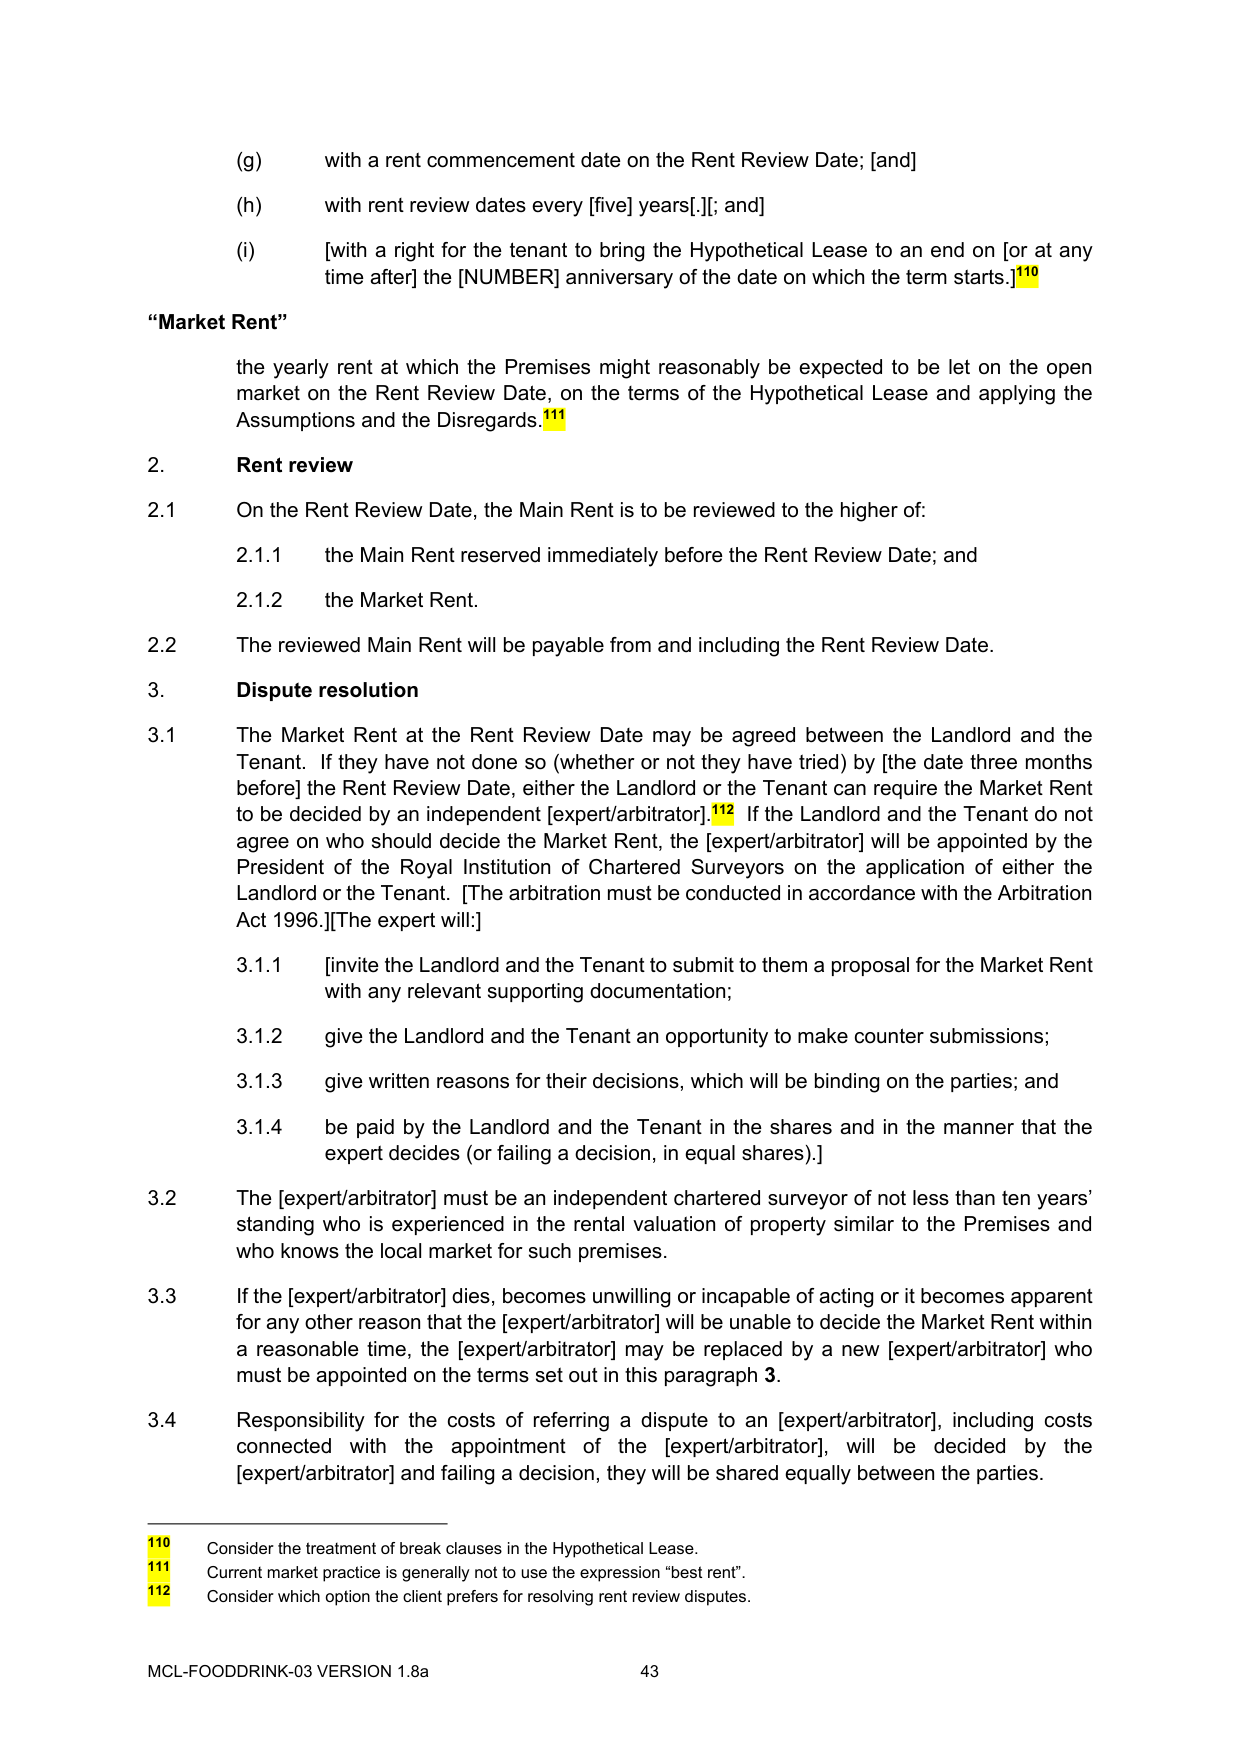 (g) with a rent commencement date on the Rent Review Date; [and]
(h) with rent review dates every [five] years[.][; and]
(i) [with a right for the tenant to bring the Hypothetical Lease to an end on [or at any
time after] the [NUMBER] anniversary of the date on which the term starts.]110
“Market Rent”
the yearly rent at which the Premises might reasonably be expected to be let on the open
market on the Rent Review Date, on the terms of the Hypothetical Lease and applying the
Assumptions and the Disregards.111
2. Rent review
2.1 On the Rent Review Date, the Main Rent is to be reviewed to the higher of:
2.1.1 the Main Rent reserved immediately before the Rent Review Date; and
2.1.2 the Market Rent.
2.2 The reviewed Main Rent will be payable from and including the Rent Review Date.
3. Dispute resolution
3.1 The Market Rent at the Rent Review Date may be agreed between the Landlord and the
Tenant. If they have not done so (whether or not they have tried) by [the date three months
before] the Rent Review Date, either the Landlord or the Tenant can require the Market Rent
to be decided by an independent [expert/arbitrator].112 If the Landlord and the Tenant do not
agree on who should decide the Market Rent, the [expert/arbitrator] will be appointed by the
President of the Royal Institution of Chartered Surveyors on the application of either the
Landlord or the Tenant. [The arbitration must be conducted in accordance with the Arbitration
Act 1996.][The expert will:]
3.1.1 [invite the Landlord and the Tenant to submit to them a proposal for the Market Rent
with any relevant supporting documentation;
3.1.2 give the Landlord and the Tenant an opportunity to make counter submissions;
3.1.3 give written reasons for their decisions, which will be binding on the parties; and
3.1.4 be paid by the Landlord and the Tenant in the shares and in the manner that the
expert decides (or failing a decision, in equal shares).]
3.2 The [expert/arbitrator] must be an independent chartered surveyor of not less than ten years’
standing who is experienced in the rental valuation of property similar to the Premises and
who knows the local market for such premises.
3.3 If the [expert/arbitrator] dies, becomes unwilling or incapable of acting or it becomes apparent
for any other reason that the [expert/arbitrator] will be unable to decide the Market Rent within
a reasonable time, the [expert/arbitrator] may be replaced by a new [expert/arbitrator] who
must be appointed on the terms set out in this paragraph 3.
3.4 Responsibility for the costs of referring a dispute to an [expert/arbitrator], including costs
connected with the appointment of the [expert/arbitrator], will be decided by the
[expert/arbitrator] and failing a decision, they will be shared equally between the parties.
110 Consider the treatment of break clauses in the Hypothetical Lease.
111 Current market practice is generally not to use the expression “best rent”.
112 Consider which option the client prefers for resolving rent review disputes.
MCL-FOODDRINK-03 VERSION 1.8a 43